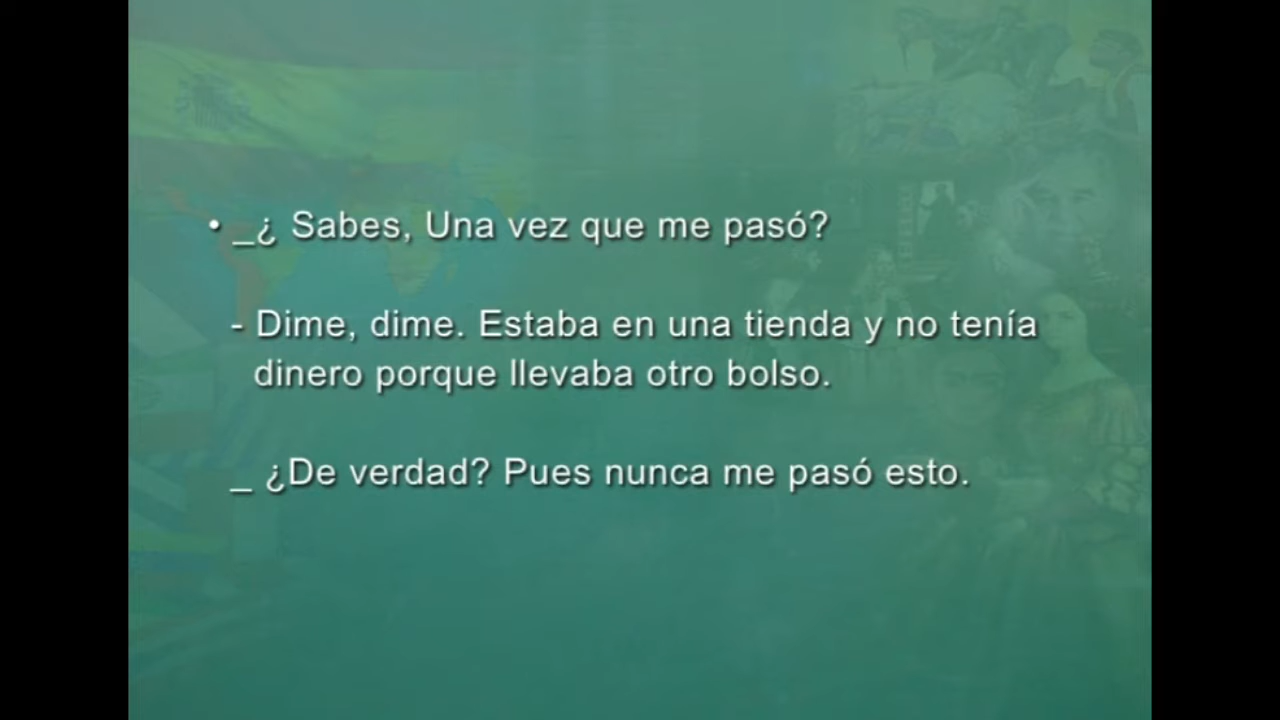 • _¿ Sabes, Una vez que me pasó?
- Dime, dime. Estaba en una tienda y no tenía
dinero porque llevaba otro bolso.
_ ¿De verdad? Pues nunca me pasó esto.